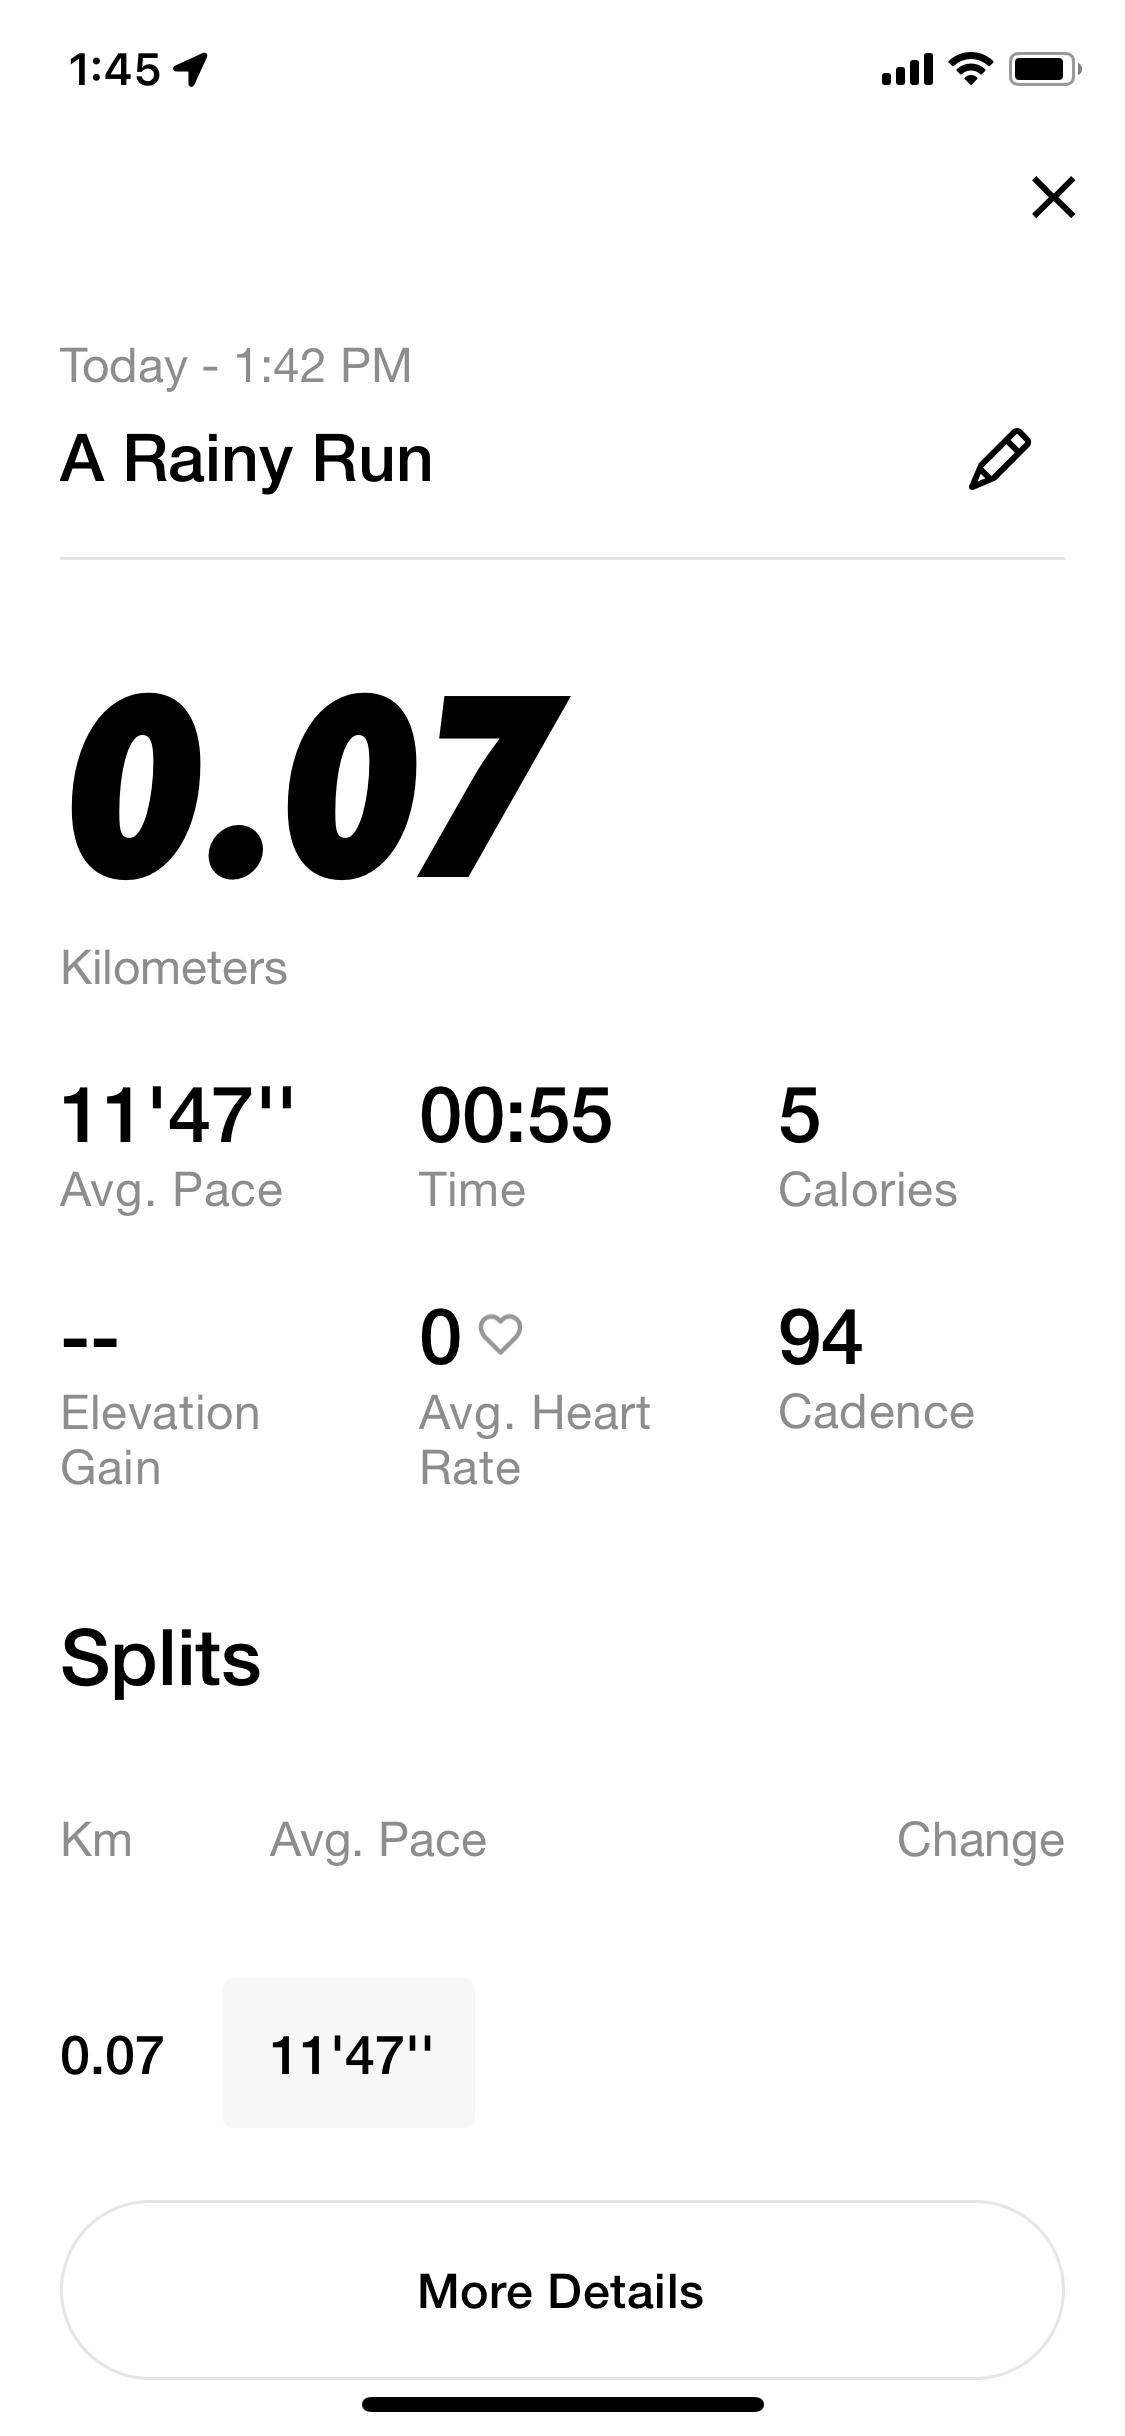 1:45
Today - 1:42 PM
A Rainy Run
0.07
Kilometers
11'47'' 00:55 5
Avg. Pace Time Calories
-- 0 94
Elevation Gain Avg. Heart Rate Cadence
Splits
Km Avg. Pace Change
0.07 11'47''
More Details